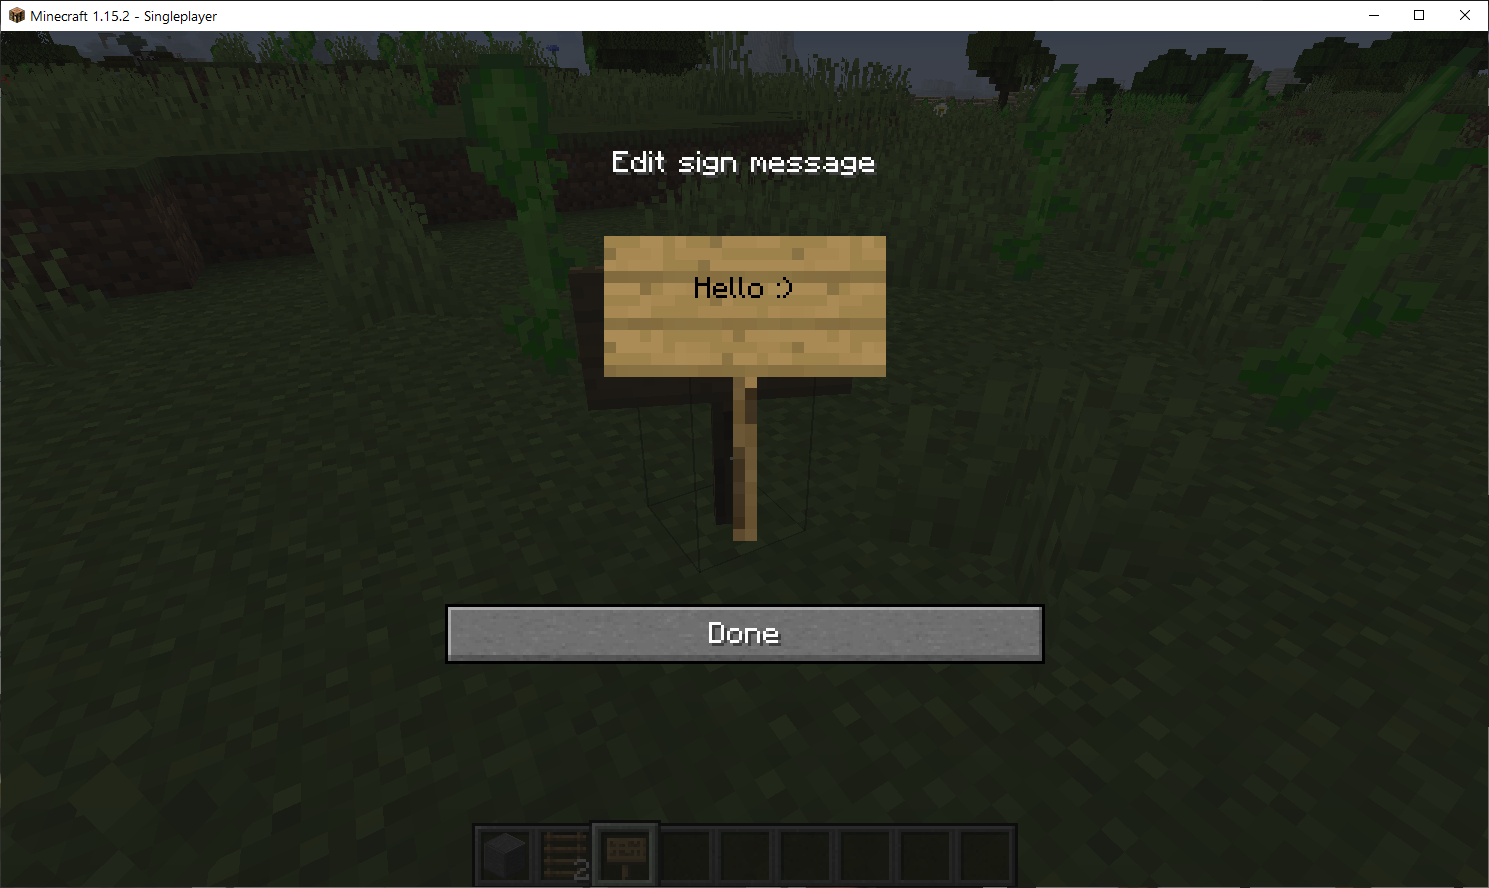 Minecraft 1.15.2 - Singleplayer
Edit sign message
Hello :)
Done
2